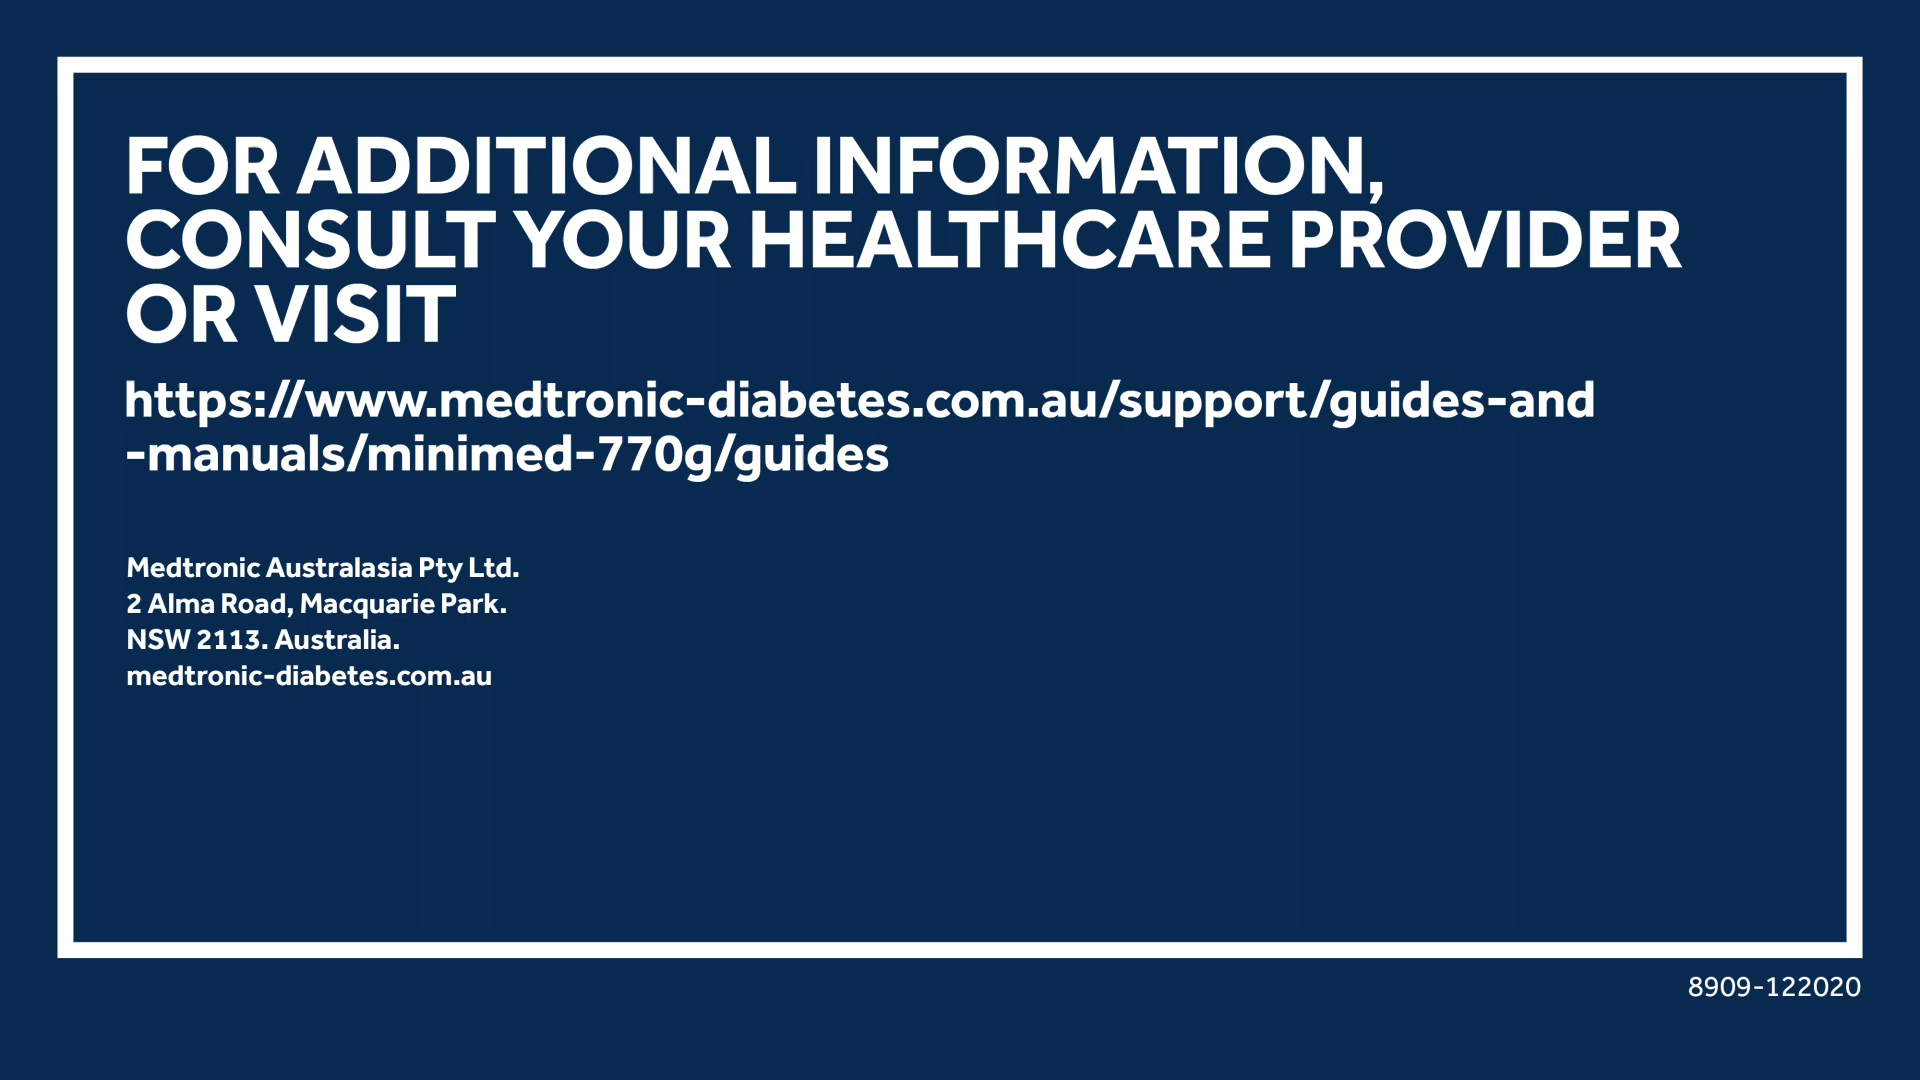 FOR ADDITIONAL INFORMATION,
CONSULT YOUR HEALTHCARE PROVIDER
OR VISIT
https://www.medtronic-diabetes.com.au/support/guides-and
-manuals/minimed-770g/guides
Medtronic Australasia Pty Ltd.
2 Alma Road, Macquarie Park.
NSW 2113. Australia.
medtronic-diabetes.com.au
8909-122020